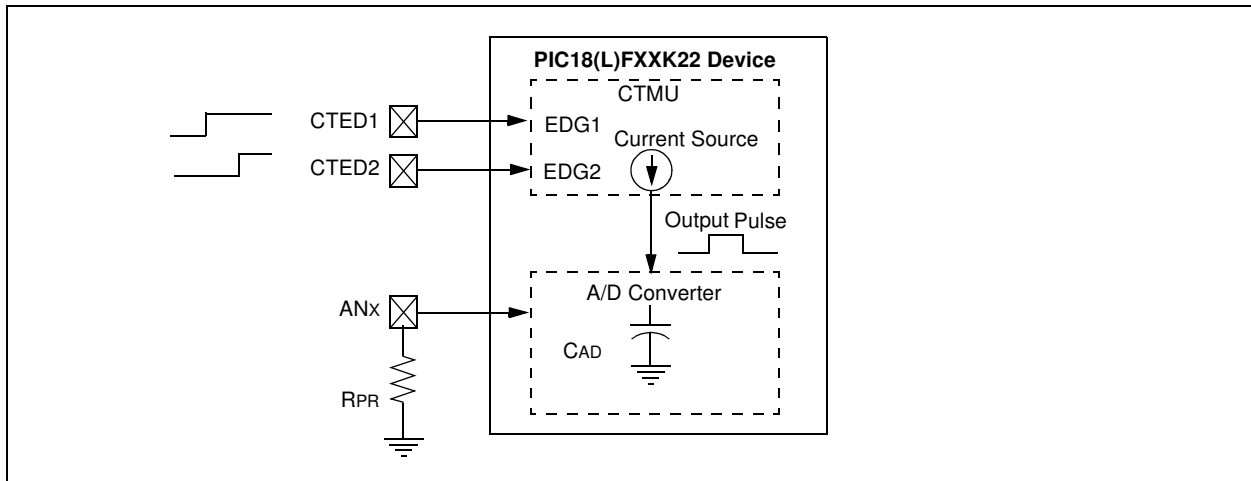 PIC18(L)FXXK22 Device
CTMU
CTED1
EDG1
Current Source
CTED2
EDG2
Output Pulse
A/D Converter
ANX
CAD
RPR